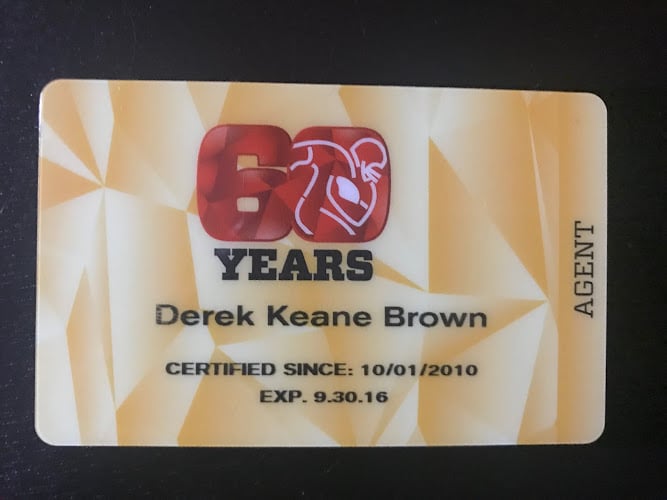 60
YEARS
Derek Keane Brown
CERTIFIED SINCE: 10/01/2010
EXP. 9.30.16
AGENT